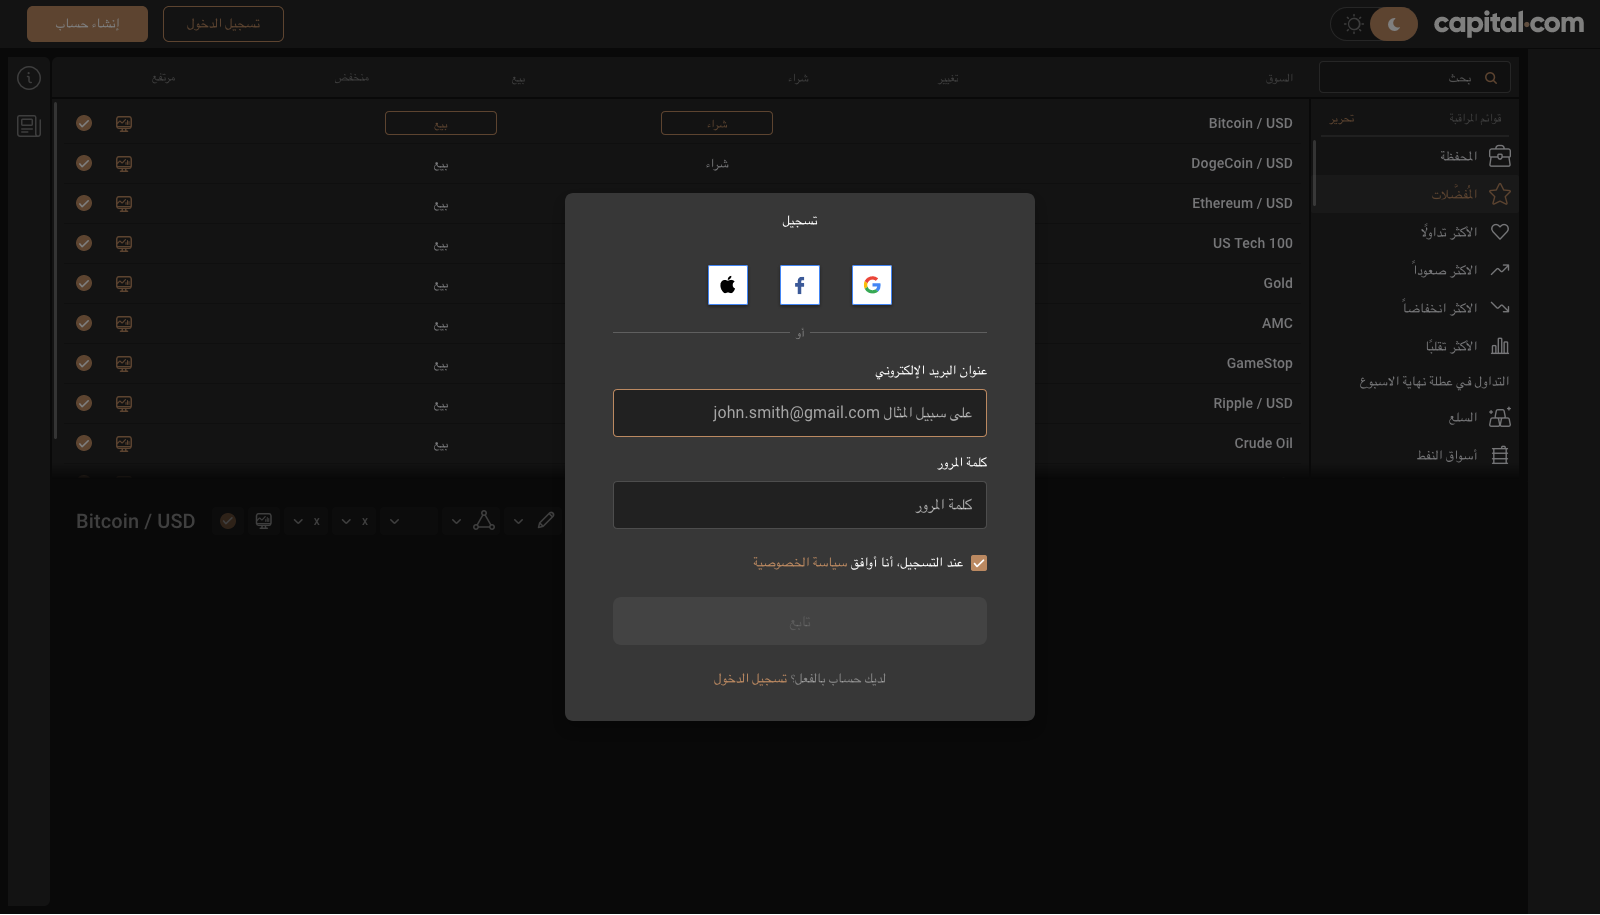 capital.com
تسجيل الدخول
إنشاء حساب
بحث
السوق
تغيير
شراء
بيع
منخفض
مرتفع
قوائم المراقبة
تحرير
المحفظة
المُفضّلات
الأكثر تداولًا
الاكثر صعوداً
الاكثر انخفاضاً
الأكثر تقلبًا
التداول في عطلة نهاية الاسبوع
السلع
أسواق النفط
Bitcoin / USD
شراء
بيع
DogeCoin / USD
شراء
بيع
Ethereum / USD
بيع
US Tech 100
بيع
Gold
بيع
AMC
بيع
GameStop
بيع
Ripple / USD
بيع
Crude Oil
بيع
Bitcoin / USD
x
x
تسجيل
او
عنوان البريد الإلكتروني
على سبيل المثال john.smith@gmail.com
كلمة المرور
كلمة المرور
عند التسجيل، أنا أوافق سياسة الخصوصية
تابع
لديك حساب بالفعل؟ تسجيل الدخول